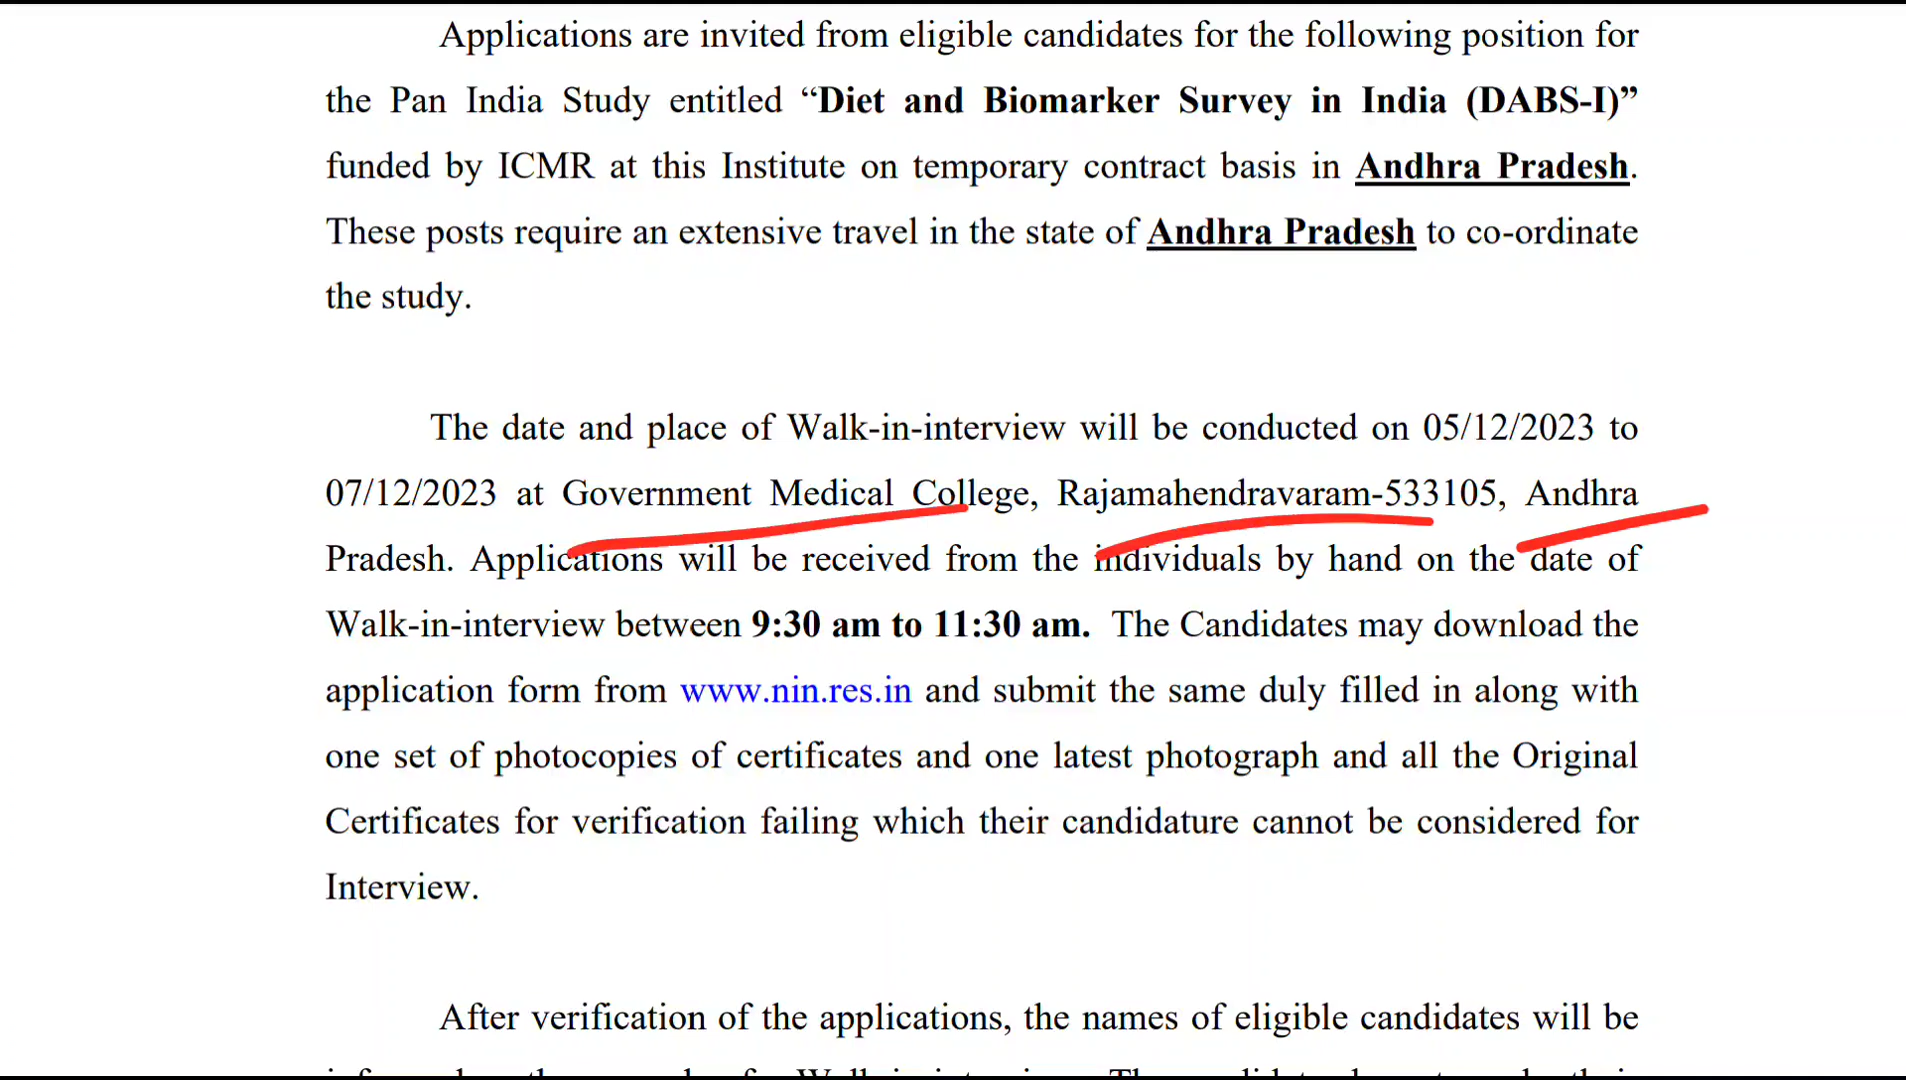 Applications are invited from eligible candidates for the following position for
the Pan India Study entitled “Diet and Biomarker Survey in India (DABS-I)”
funded by ICMR at this Institute on temporary contract basis in Andhra Pradesh.
These posts require an extensive travel in the state of Andhra Pradesh to co-ordinate
the study.
The date and place of Walk-in-interview will be conducted on 05/12/2023 to
07/12/2023 at Government Medical College, Rajamahendravaram-533105, Andhra
Pradesh. Applications will be received from the individuals by hand on the date of
Walk-in-interview between 9:30 am to 11:30 am. The Candidates may download the
application form from www.nin.res.in and submit the same duly filled in along with
one set of photocopies of certificates and one latest photograph and all the Original
Certificates for verification failing which their candidature cannot be considered for
Interview.
After verification of the applications, the names of eligible candidates will be